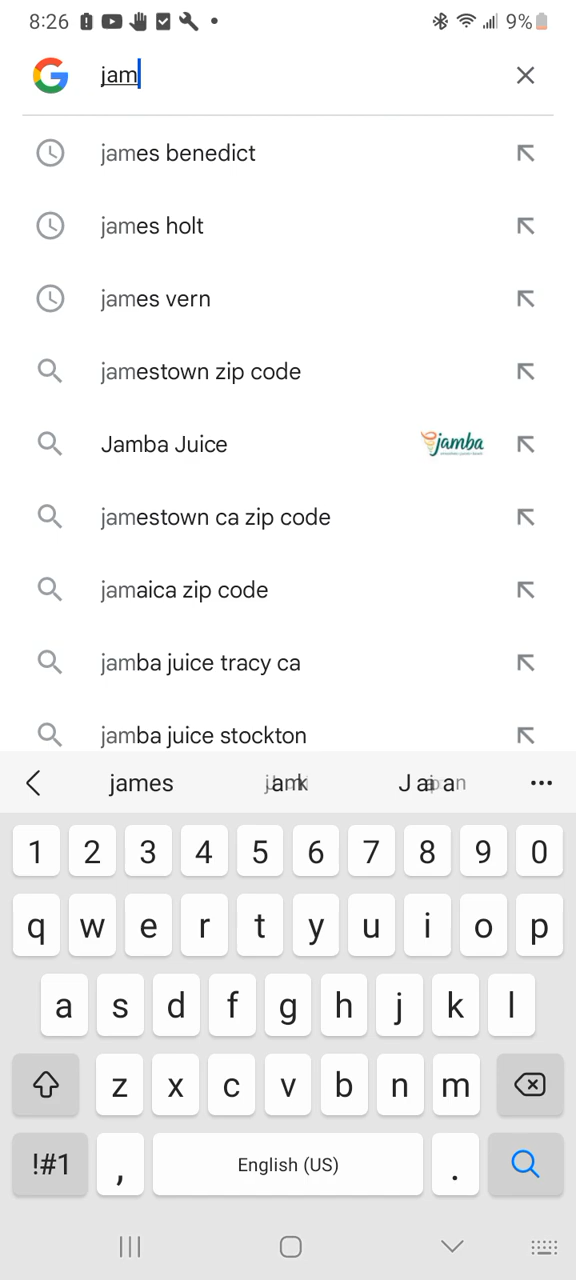 8:26 9%
jam
james benedict
james holt
james vern
jamestown zip code
Jamba Juice jamba
jamestown ca zip code
jamaica zip code
jamba juice tracy ca
jamba juice stockton
james
1 2 3 4 5 6 7 8 9 0
q w e r t y u i o p
a s d f g h j k l
z x c v b n m
!#1 , English (US) .